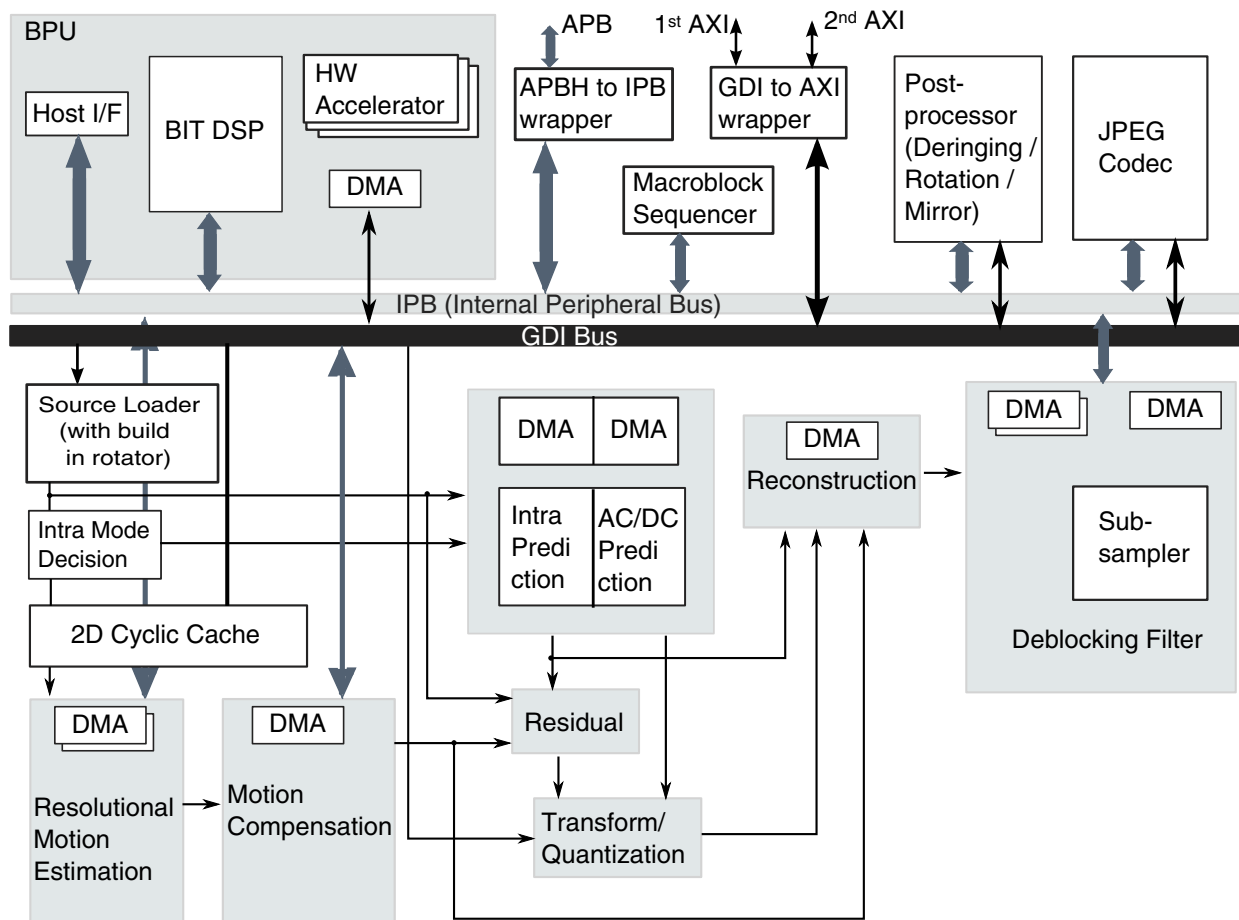 BPU
Host I/F
BIT DSP
HW
Accelerator
DMA
APB
APBH to IPB
wrapper
1st AXI
2nd AXI
GDI to AXI
wrapper
Macroblock
Sequencer
Post-
processor
(Deringing /
Rotation /
Mirror)
JPEG
Codec
IPB (Internal Peripheral Bus)
GDI Bus
Source Loader
(with build
in rotator)
Intra Mode
Decision
2D Cyclic Cache
DMA
Resolutional
Motion
Estimation
DMA
Motion
Compensation
DMA
DMA
Intra
Predi
ction
AC/DC
Predi
ction
Residual
Transform/
Quantization
DMA
Reconstruction
DMA
DMA
Sub-
sampler
Deblocking Filter